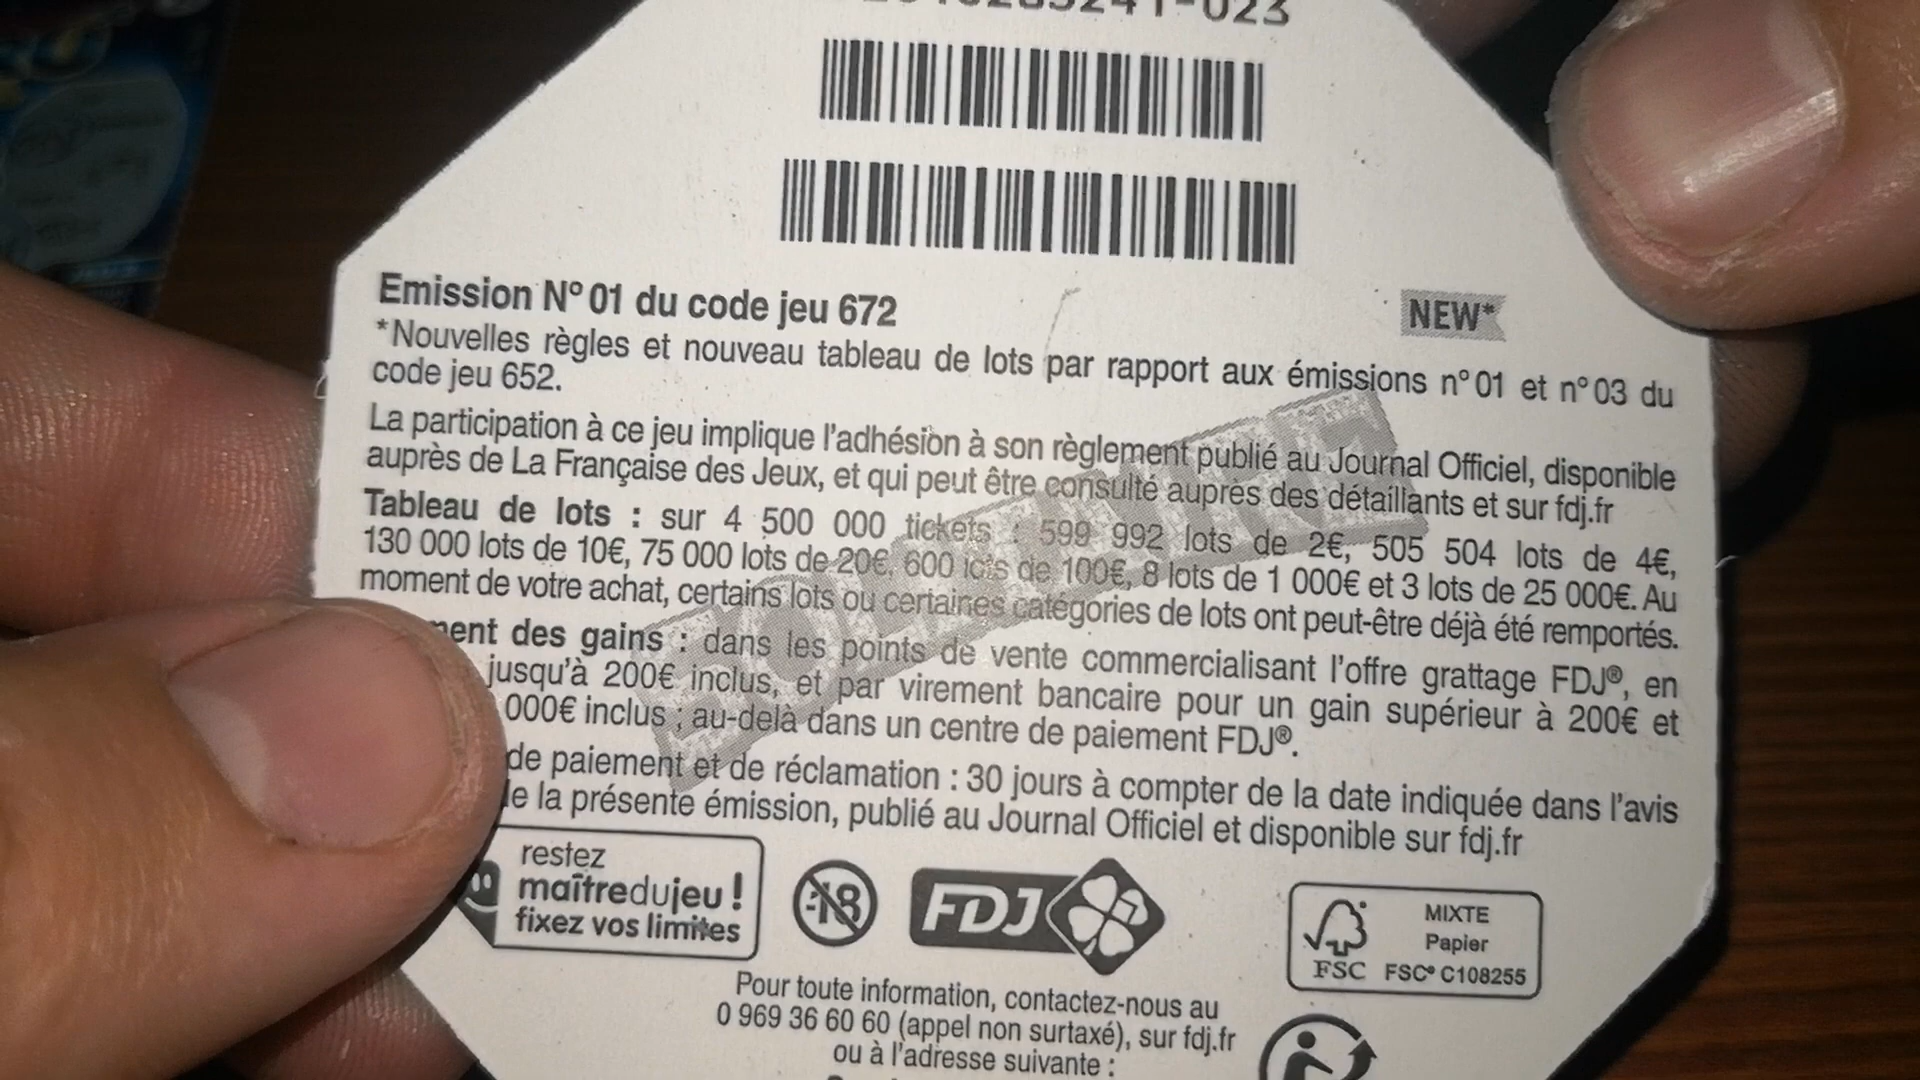 -023
Emission N° 01 du code jeu 672
NEW*
*Nouvelles règles et nouveau tableau de lots par rapport aux émissions n° 01 et n° 03 du
code jeu 652.
La participation à ce jeu implique l'adhésion à son règlement publié au Journal Officiel, disponible
auprès de La Française des Jeux, et qui peut être consulté auprès des détaillants et sur fdj.fr
Tableau de lots : sur 4 500 000 tickets : 599 992 lots de 2€, 505 504 lots de 4€,
130 000 lots de 10€, 75 000 lots de 20€, 600 lots de 100€, 8 lots de 1 000€ et 3 lots de 25 000€. Au
moment de votre achat, certains lots ou certaines catégories de lots ont peut-être déjà été remportés.
ment des gains : dans les points de vente commercialisant l'offre grattage FDJ®, en
jusqu'à 200€ inclus, et par virement bancaire pour un gain supérieur à 200€ et
000€ inclus ; au-delà dans un centre de paiement FDJ®.
de paiement et de réclamation : 30 jours à compter de la date indiquée dans l'avis
de la présente émission, publié au Journal Officiel et disponible sur fdj.fr
restez
maîtredujeu !
fixez vos limites
-18
FDJ
MIXTE
Papier
FSC FSC® C108255
Pour toute information, contactez-nous au
0 969 36 60 60 (appel non surtaxé), sur fdj.fr
ou à l'adresse suivante :